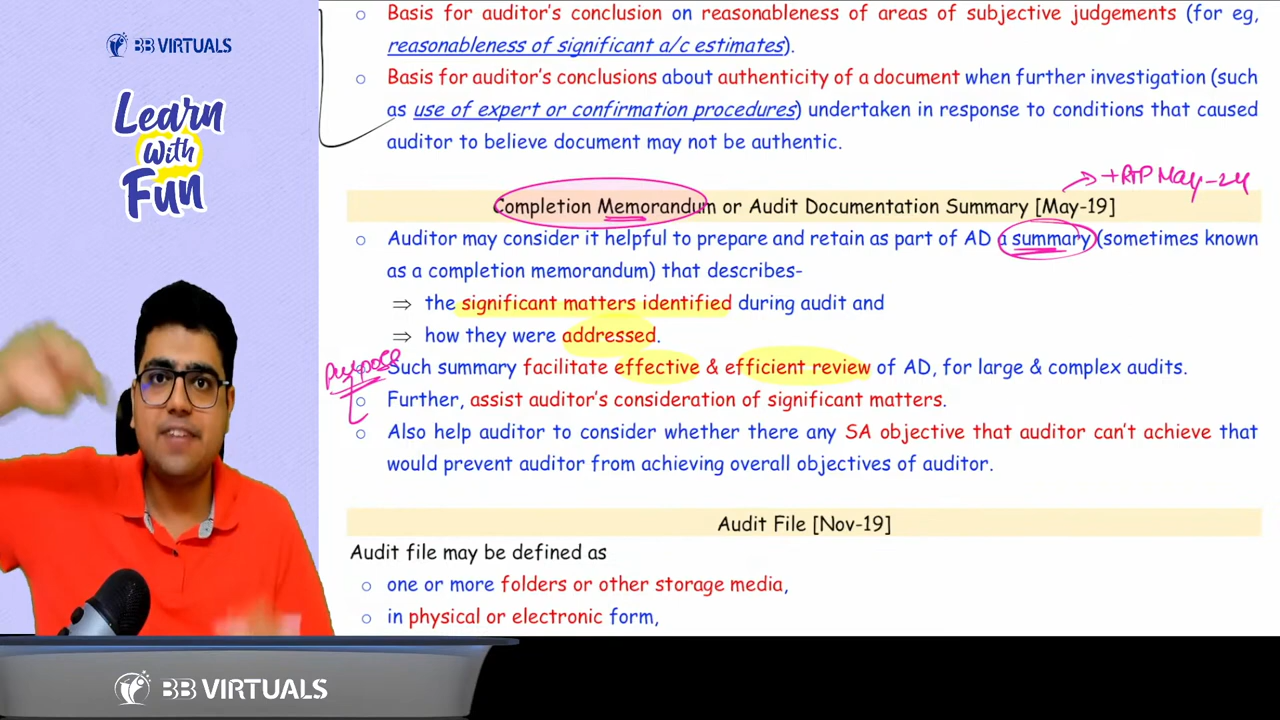 Basis for auditor's conclusion on reasonableness of areas of subjective judgements (for eg,
reasonableness of significant a/c estimates).
Basis for auditor's conclusions about authenticity of a document when further investigation (such
as use of expert or confirmation procedures) undertaken in response to conditions that caused
auditor to believe document may not be authentic.
BB VIRTUALS
Learn
With
Fun
+RTP May-24
Completion Memorandum or Audit Documentation Summary [May-19]
Auditor may consider it helpful to prepare and retain as part of AD a summary (sometimes known
as a completion memorandum) that describes-
⇒ the significant matters identified during audit and
⇒ how they were addressed.
Purpose
Such summary facilitate effective & efficient review of AD, for large & complex audits.
Further, assist auditor's consideration of significant matters.
Also help auditor to consider whether there any SA objective that auditor can't achieve that
would prevent auditor from achieving overall objectives of auditor.
Audit File [Nov-19]
Audit file may be defined as
one or more folders or other storage media,
in physical or electronic form,
BB VIRTUALS